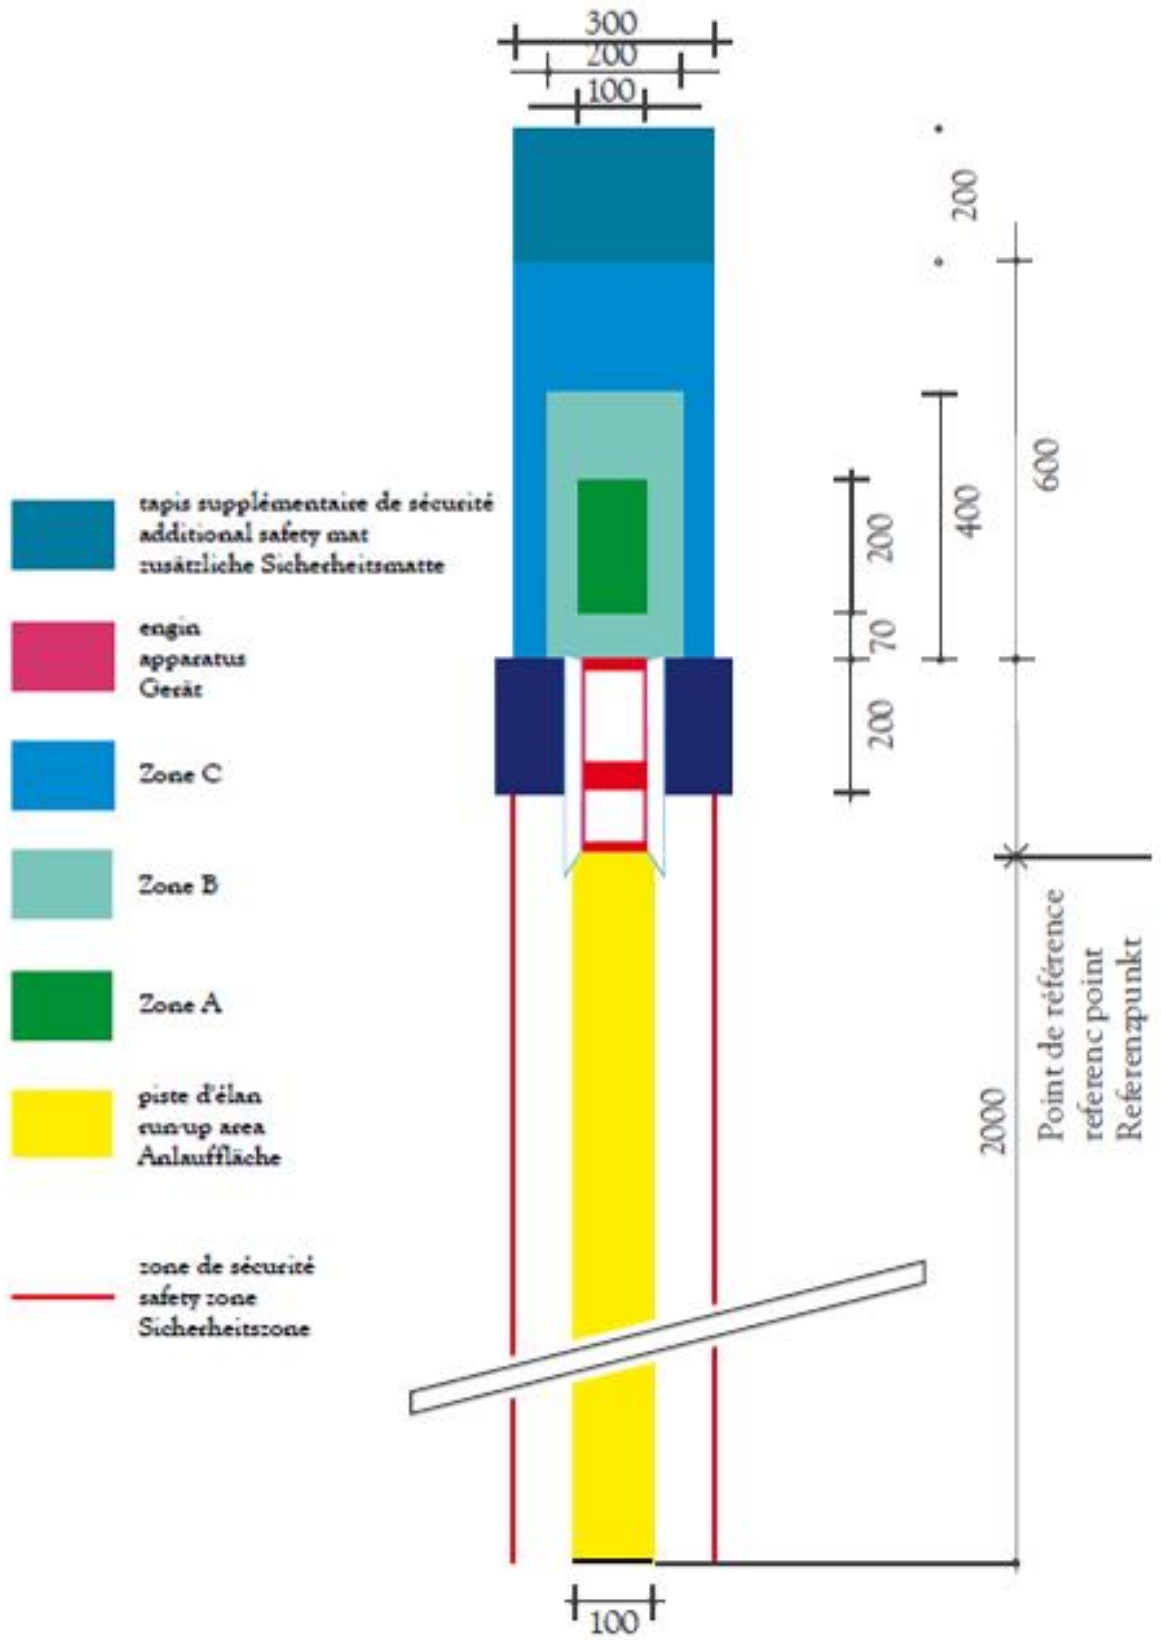 300
200
100
200
600
400
200
70
200
tapis supplémentaire de sécurité
additional safety mat
zusätzliche Sicherheitsmatte
engin
apparatus
Gerät
Zone C
Zone B
Zone A
piste d'élan
run-up area
Anlauffläche
zone de sécurité
safety zone
Sicherheitszone
Point de référence
referenc point
Referenzpunkt
2000
100